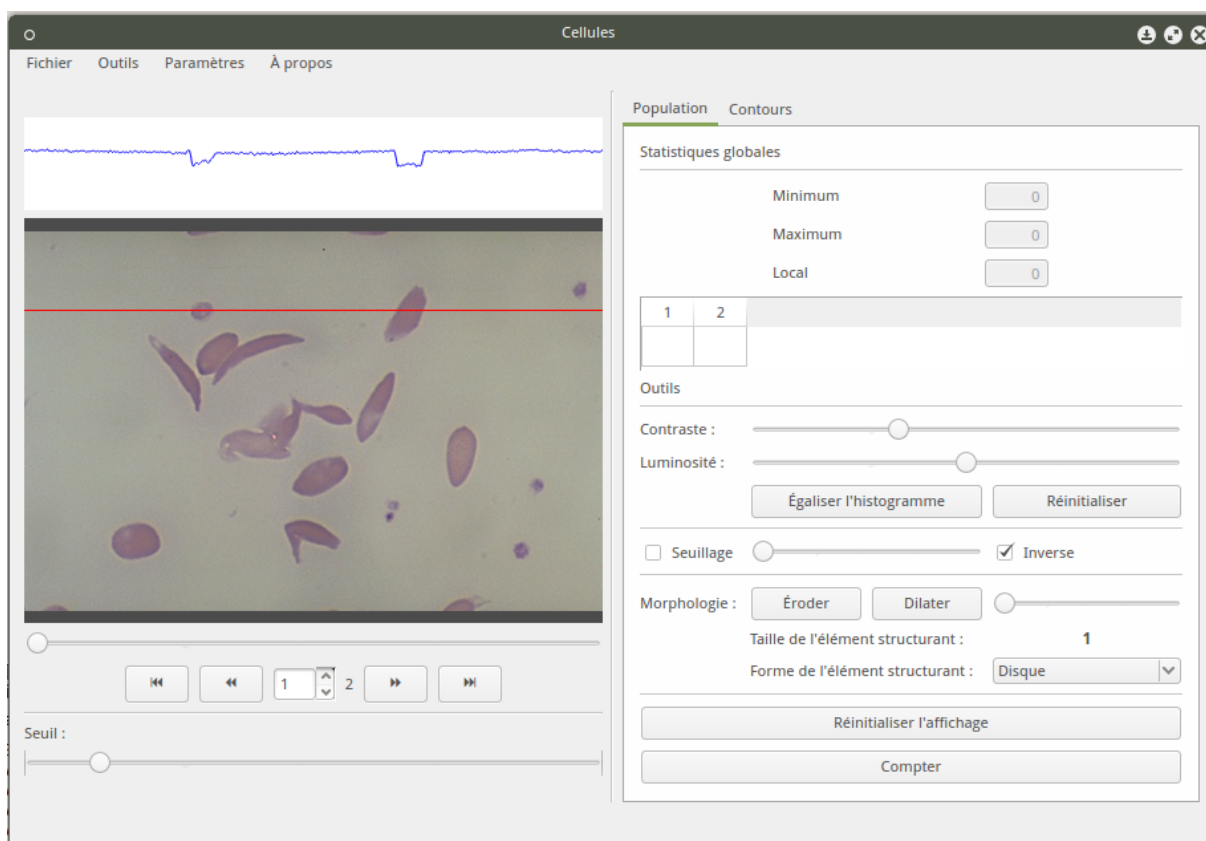 Cellules
Fichier Outils Paramètres À propos
Population Contours
Statistiques globales
Minimum 0
Maximum 0
Local 0
1 2
Outils
Contraste :
Luminosité :
Égaliser l'histogramme Réinitialiser
Seuillage Inverse
Morphologie : Éroder Dilater
Taille de l'élément structurant : 1
Forme de l'élément structurant : Disque
1 2
Réinitialiser l'affichage
Seuil :
Compter